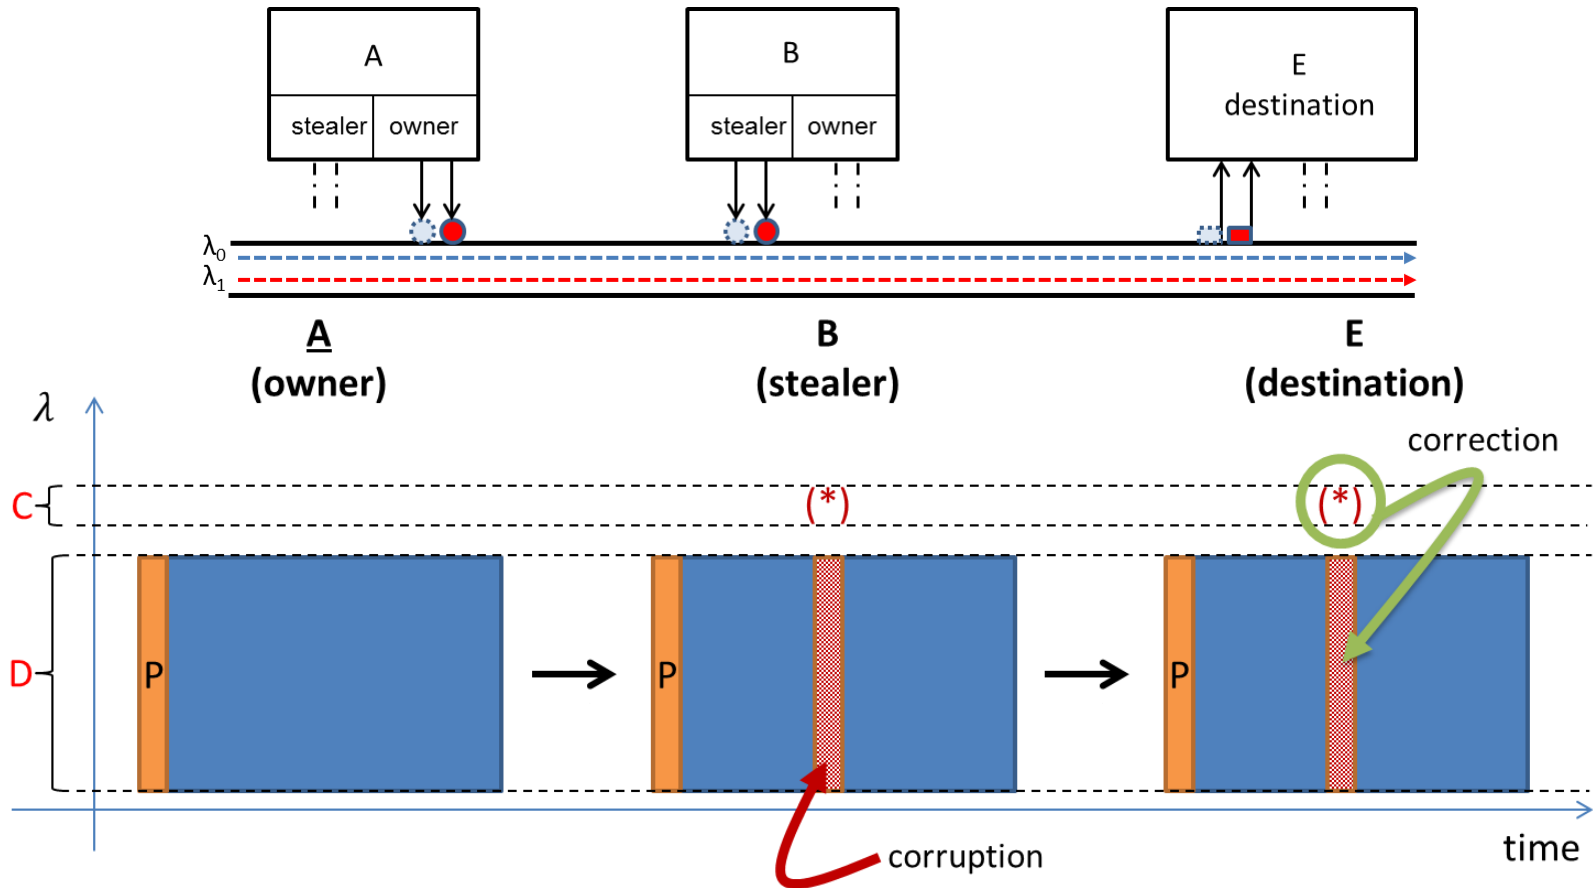 A
stealer owner
B
stealer owner
E
destination
λ0
λ1
A
(owner)
B
(stealer)
E
(destination)
λ
correction
C
(*)
(*)
D
P
P
P
corruption
time